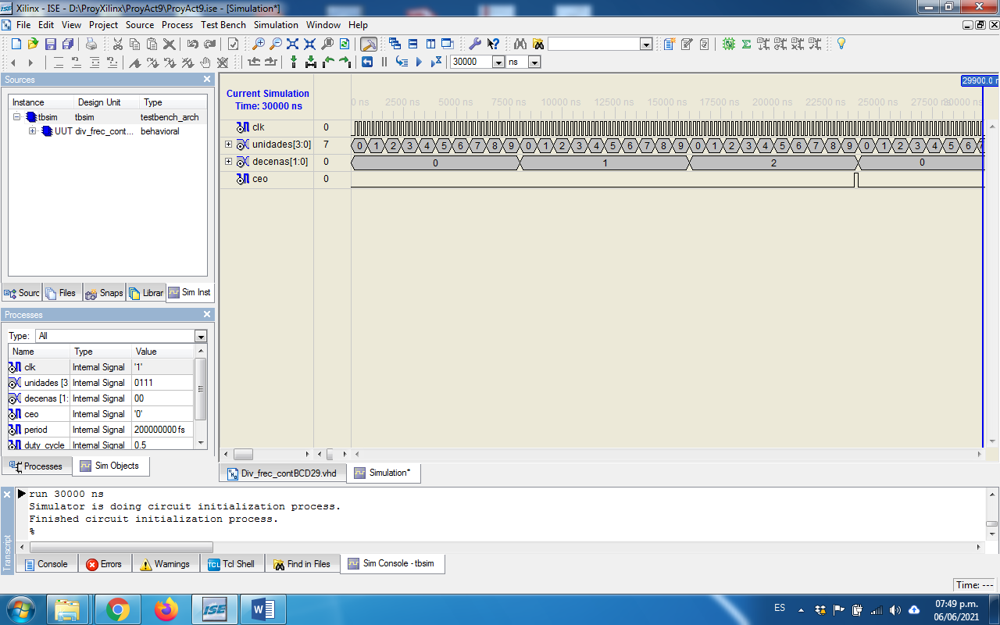 Xilinx - ISE - D:\ProyXilinx\ProyAct9\ProyAct9.ise - [Simulation*]
File Edit View Project Source Process Test Bench Simulation Window Help
30000 ns
Sources
Instance Design Unit Type
tbsim tbsim testbench_arch
UUT div_frec_cont... behavioral
Sourc Files Snaps Librar Sim Inst
Processes
Type: All
Name Type Value
clk Internal Signal '1'
unidades [3 Internal Signal 0111
decenas [1: Internal Signal 00
ceo Internal Signal '0'
period Internal Signal 200000000 fs
duty_cycle Internal Signal 0.5
Processes Sim Objects
29900.0 n
Current Simulation
Time: 30000 ns
0 ns 2500 ns 5000 ns 7500 ns 10000 ns 12500 ns 15000 ns 17500 ns 20000 ns 22500 ns 25000 ns 27500 30000 ns
clk 0
unidades[3:0] 7 0 1 2 3 4 5 6 7 8 9 0 1 2 3 4 5 6 7 8 9 0 1 2 3 4 5 6 7 8 9 0 1 2 3 4 5 6 7
decenas[1:0] 0 0 1 2 0
ceo 0
Div_frec_contBCD29.vhd Simulation*
run 30000 ns
Simulator is doing circuit initialization process.
Finished circuit initialization process.
%
Transcript
Console Errors Warnings TCL Tcl Shell Find in Files Sim Console - tbsim
Time: ---
ISE
ES
07:49 p.m.
06/06/2021